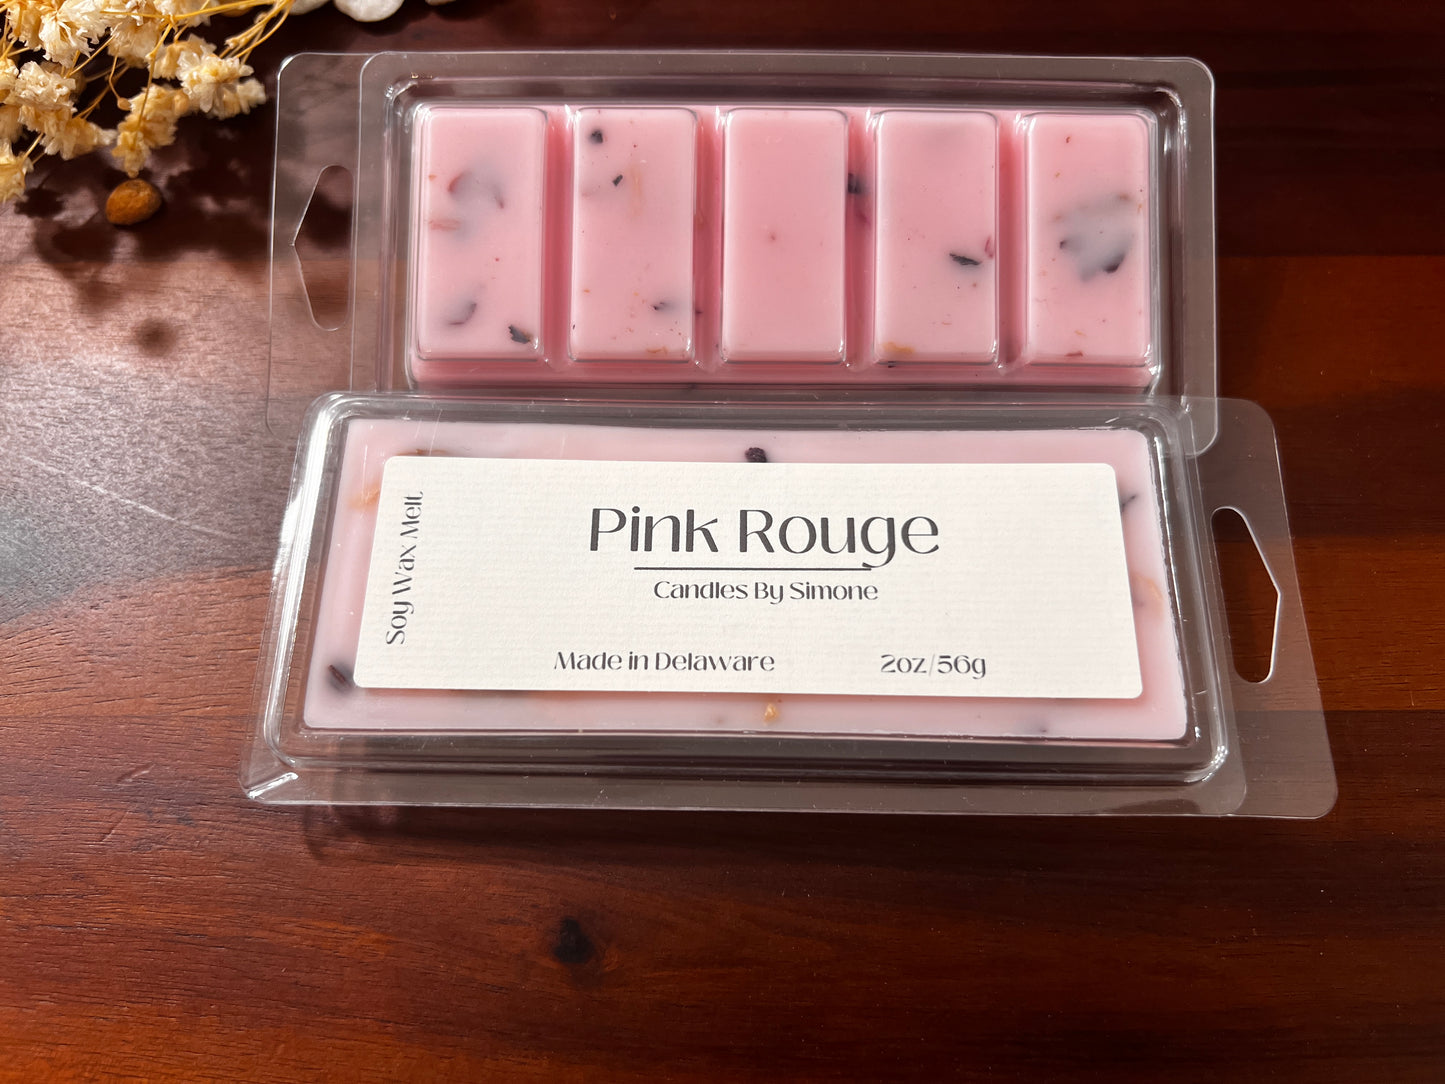 Soy Wax Melt
Pink Rouge
Candles By Simone
Made in Delaware
2oz/56g